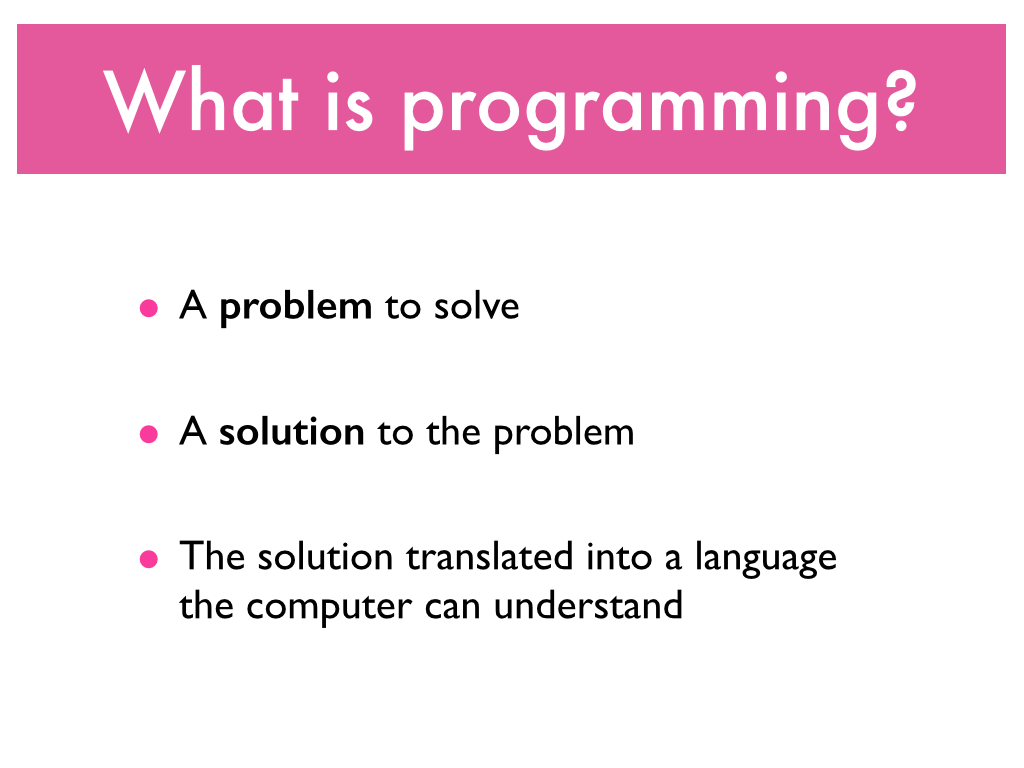 What is programming?
• A problem to solve
• A solution to the problem
• The solution translated into a language
the computer can understand